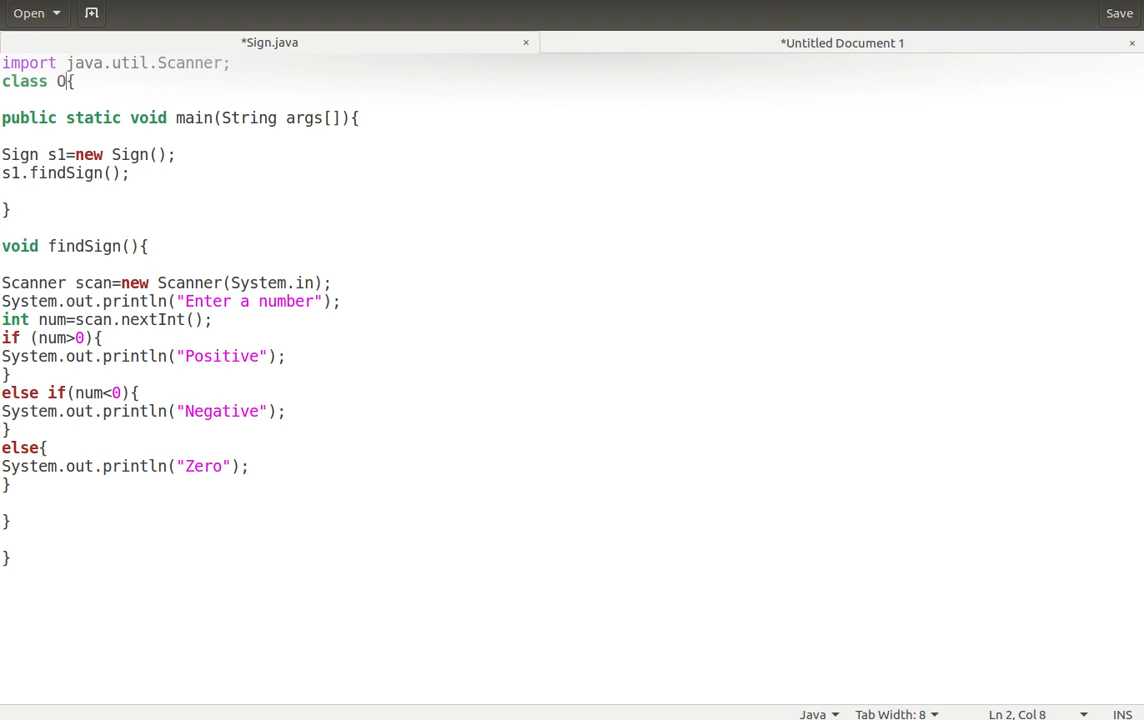 Open
Save
*Sign.java ×
*Untitled Document 1 ×
import java.util.Scanner;
class O{
public static void main(String args[]){
Sign s1=new Sign();
s1.findSign();
}
void findSign(){
Scanner scan=new Scanner(System.in);
System.out.println("Enter a number");
int num=scan.nextInt();
if (num>0){
System.out.println("Positive");
}
else if(num<0){
System.out.println("Negative");
}
else{
System.out.println("Zero");
}
}
}
Java Tab Width: 8 Ln 2, Col 8 INS